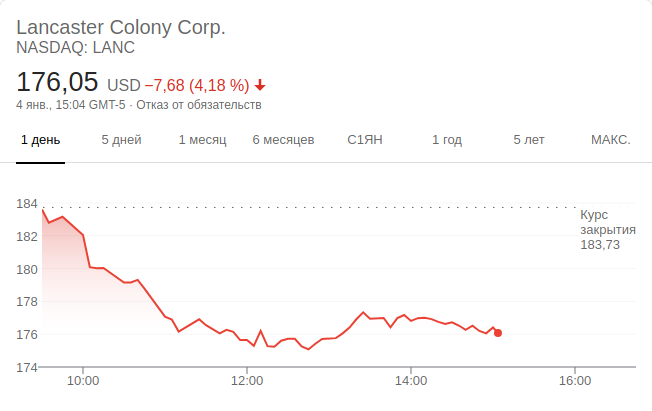 Lancaster Colony Corp.
NASDAQ: LANC
176,05 USD −7,68 (4,18 %)
4 янв., 15:04 GMT-5 · Отказ от обязательств
1 день 5 дней 1 месяц 6 месяцев С1ЯН 1 год 5 лет МАКС.
184
Курс
закрытия
183,73
182
180
178
176
174
10:00 12:00 14:00 16:00